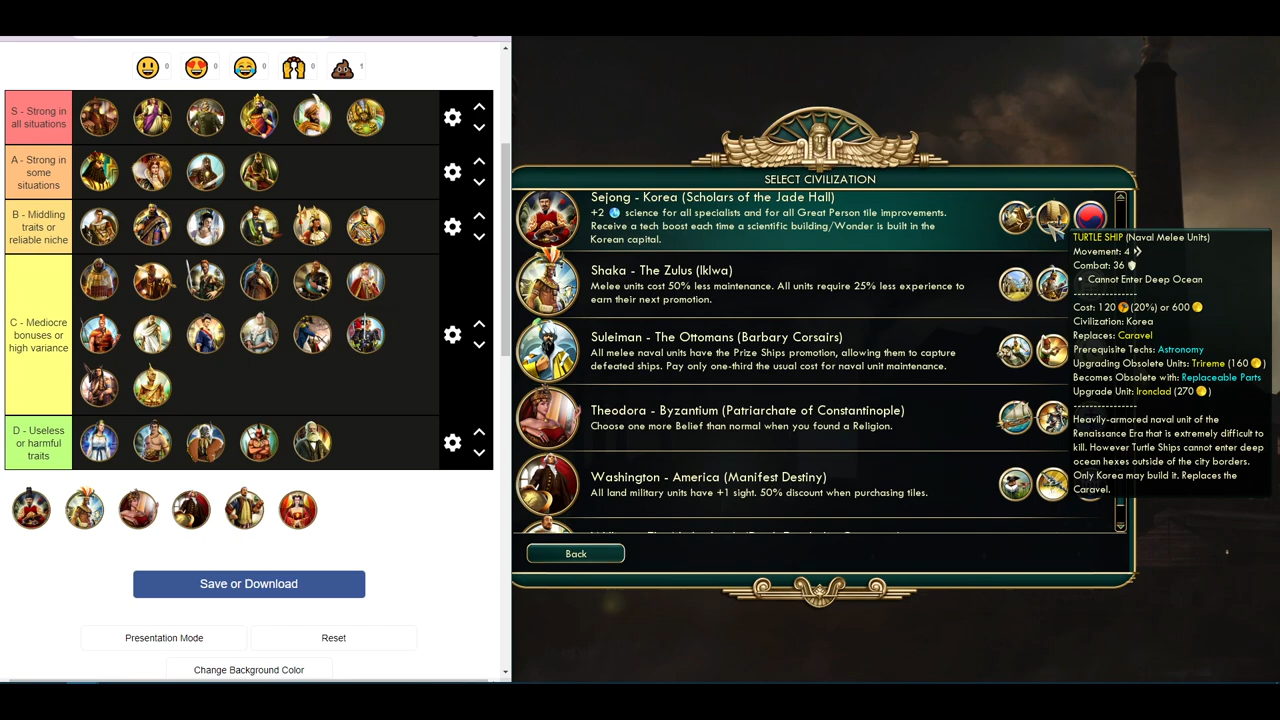 0
0
0
0
1
S - Strong in
all situations
A - Strong in
some
situations
B - Middling
traits or
reliable niche
C - Mediocre
bonuses or
high variance
D - Useless
or harmful
traits
Save or Download
Presentation Mode
Reset
Change Background Color
SELECT CIVILIZATION
Sejong - Korea (Scholars of the Jade Hall)
+2 science for all specialists and for all Great Person tile improvements.
Receive a tech boost each time a scientific building/Wonder is built in the
Korean capital.
Shaka - The Zulus (Iklwa)
Melee units cost 50% less maintenance. All units require 25% less experience to
earn their next promotion.
Suleiman - The Ottomans (Barbary Corsairs)
All melee naval units have the Prize Ships promotion, allowing them to capture
defeated ships. Pay only one-third the usual cost for naval unit maintenance.
Theodora - Byzantium (Patriarchate of Constantinople)
Choose one more Belief than normal when you found a Religion.
Washington - America (Manifest Destiny)
All land military units have +1 sight. 50% discount when purchasing tiles.
Back
TURTLE SHIP (Naval Melee Units)
Movement: 4
Combat: 36
• Cannot Enter Deep Ocean
----------------
Cost: 120 (20%) or 600
Civilization: Korea
Replaces: Caravel
Prerequisite Techs: Astronomy
Upgrading Obsolete Units: Trireme (160 )
Becomes Obsolete with: Replaceable Parts
Upgrade Unit: Ironclad (270 )
----------------
Heavily-armored naval unit of the
Renaissance Era that is extremely difficult to
kill. However Turtle Ships cannot enter deep
ocean hexes outside of the city borders.
Only Korea may build it. Replaces the
Caravel.